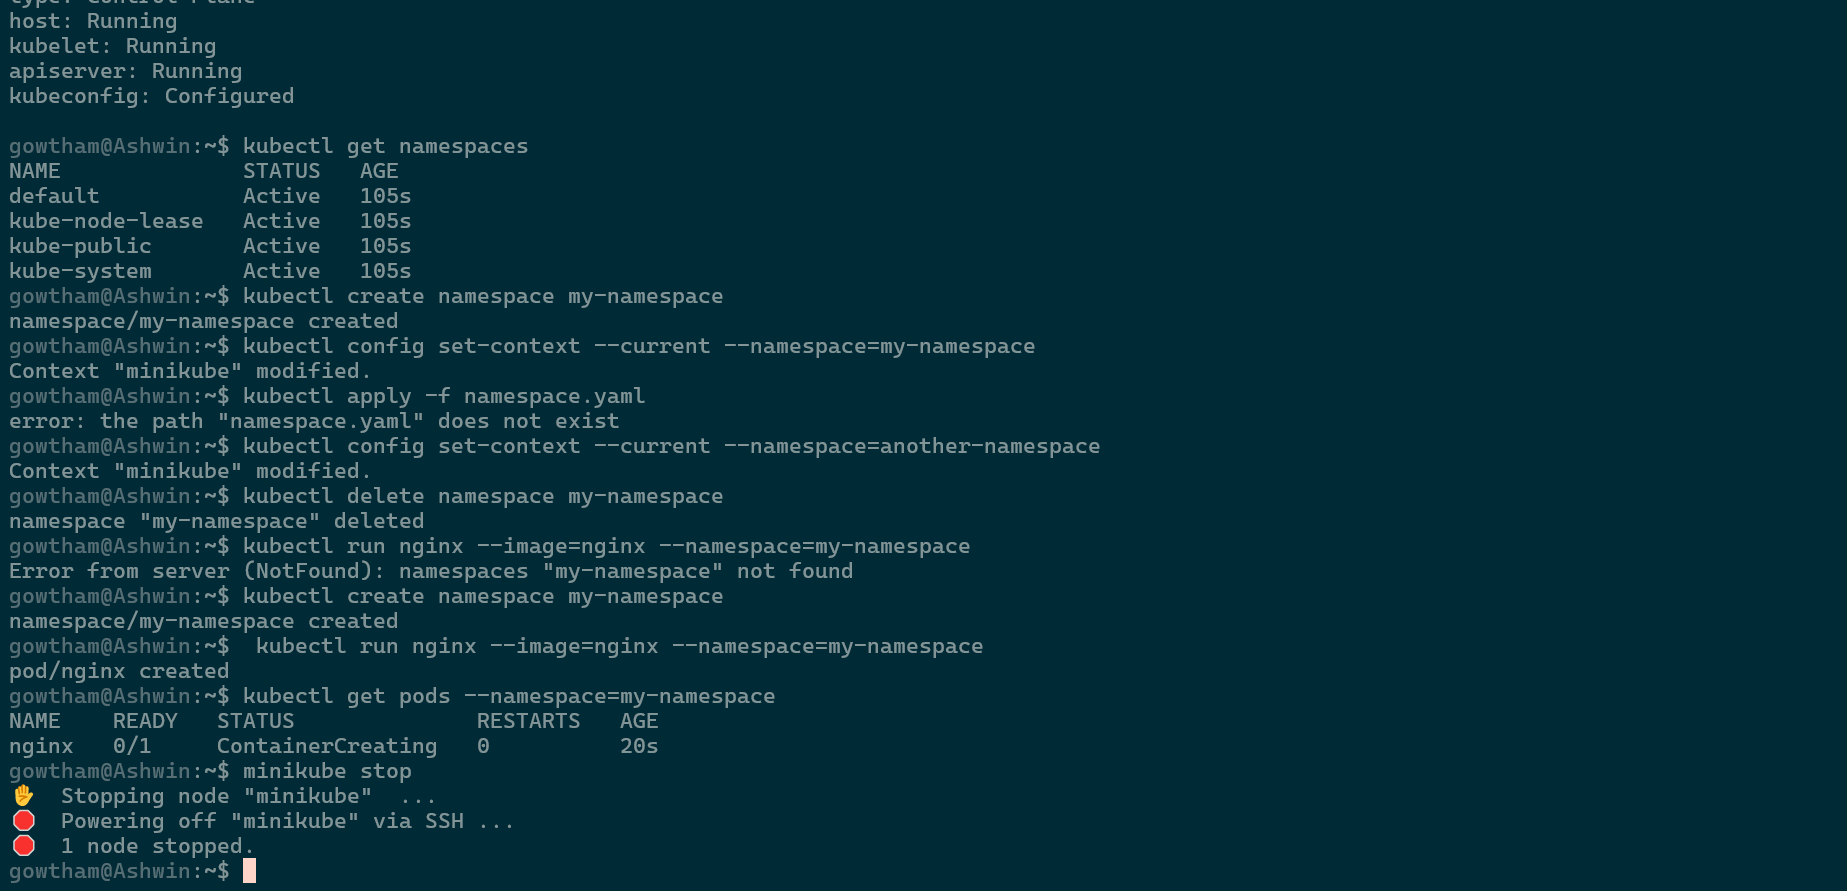 type: Control Plane
host: Running
kubelet: Running
apiserver: Running
kubeconfig: Configured

gowtham@Ashwin:~$ kubectl get namespaces
NAME              STATUS   AGE
default           Active   105s
kube-node-lease   Active   105s
kube-public       Active   105s
kube-system       Active   105s
gowtham@Ashwin:~$ kubectl create namespace my-namespace
namespace/my-namespace created
gowtham@Ashwin:~$ kubectl config set-context --current --namespace=my-namespace
Context "minikube" modified.
gowtham@Ashwin:~$ kubectl apply -f namespace.yaml
error: the path "namespace.yaml" does not exist
gowtham@Ashwin:~$ kubectl config set-context --current --namespace=another-namespace
Context "minikube" modified.
gowtham@Ashwin:~$ kubectl delete namespace my-namespace
namespace "my-namespace" deleted
gowtham@Ashwin:~$ kubectl run nginx --image=nginx --namespace=my-namespace
Error from server (NotFound): namespaces "my-namespace" not found
gowtham@Ashwin:~$ kubectl create namespace my-namespace
namespace/my-namespace created
gowtham@Ashwin:~$  kubectl run nginx --image=nginx --namespace=my-namespace
pod/nginx created
gowtham@Ashwin:~$ kubectl get pods --namespace=my-namespace
NAME    READY   STATUS              RESTARTS   AGE
nginx   0/1     ContainerCreating   0          20s
gowtham@Ashwin:~$ minikube stop
✋  Stopping node "minikube"  ...
🛑  Powering off "minikube" via SSH ...
🛑  1 node stopped.
gowtham@Ashwin:~$